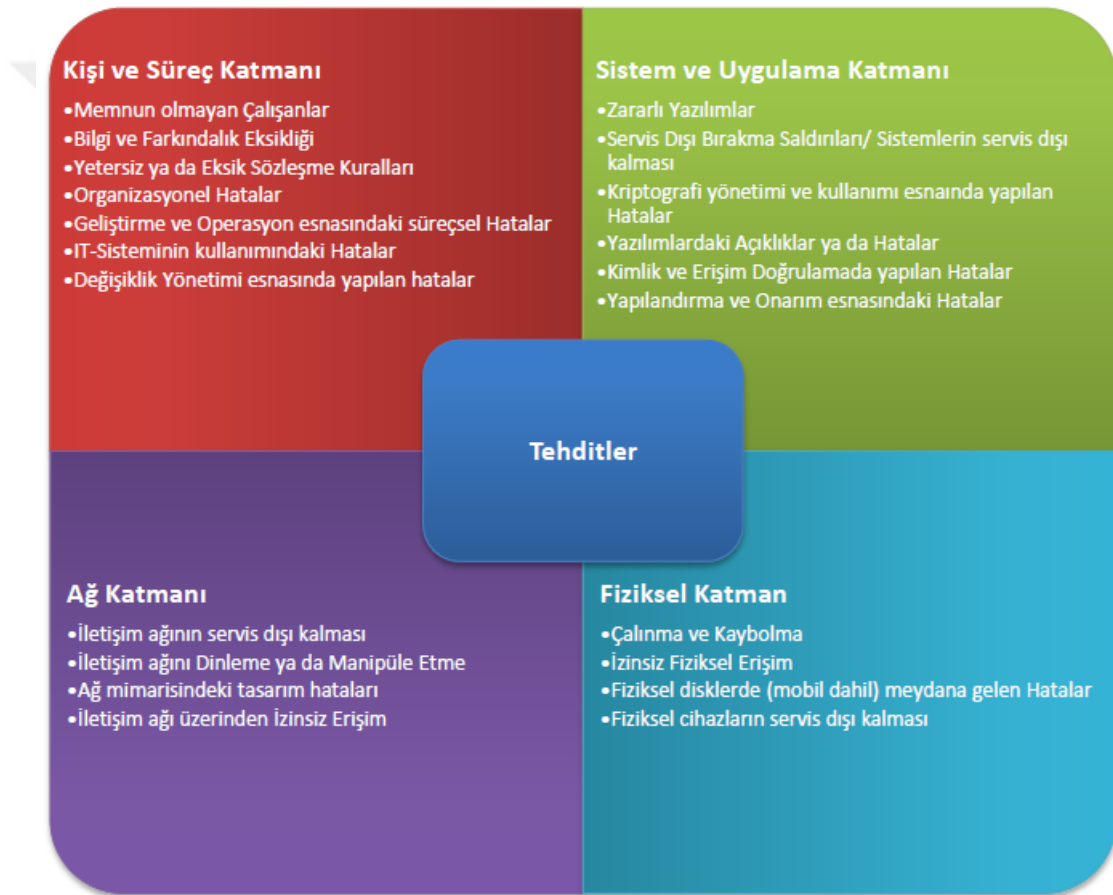 Kişi ve Süreç Katmanı
•Memnun olmayan Çalışanlar
•Bilgi ve Farkındalık Eksikliği
•Yetersiz ya da Eksik Sözleşme Kuralları
•Organizasyonel Hatalar
•Geliştirme ve Operasyon esnasındaki süreçsel Hatalar
•IT-Sisteminin kullanımındaki Hatalar
•Değişiklik Yönetimi esnasında yapılan hatalar
Sistem ve Uygulama Katmanı
•Zararlı Yazılımlar
•Servis Dışı Bırakma Saldırıları/ Sistemlerin servis dışı
kalması
•Kriptografi yönetimi ve kullanımı esnaında yapılan
Hatalar
•Yazılımlardaki Açıklıklar ya da Hatalar
•Kimlik ve Erişim Doğrulamada yapılan Hatalar
•Yapılandırma ve Onarım esnasındaki Hatalar
Tehditler
Ağ Katmanı
•İletişim ağının servis dışı kalması
•İletişim ağını Dinleme ya da Manipüle Etme
•Ağ mimarisindeki tasarım hataları
•İletişim ağı üzerinden İzinsiz Erişim
Fiziksel Katman
•Çalınma ve Kaybolma
•İzinsiz Fiziksel Erişim
•Fiziksel disklerde (mobil dahil) meydana gelen Hatalar
•Fiziksel cihazların servis dışı kalması